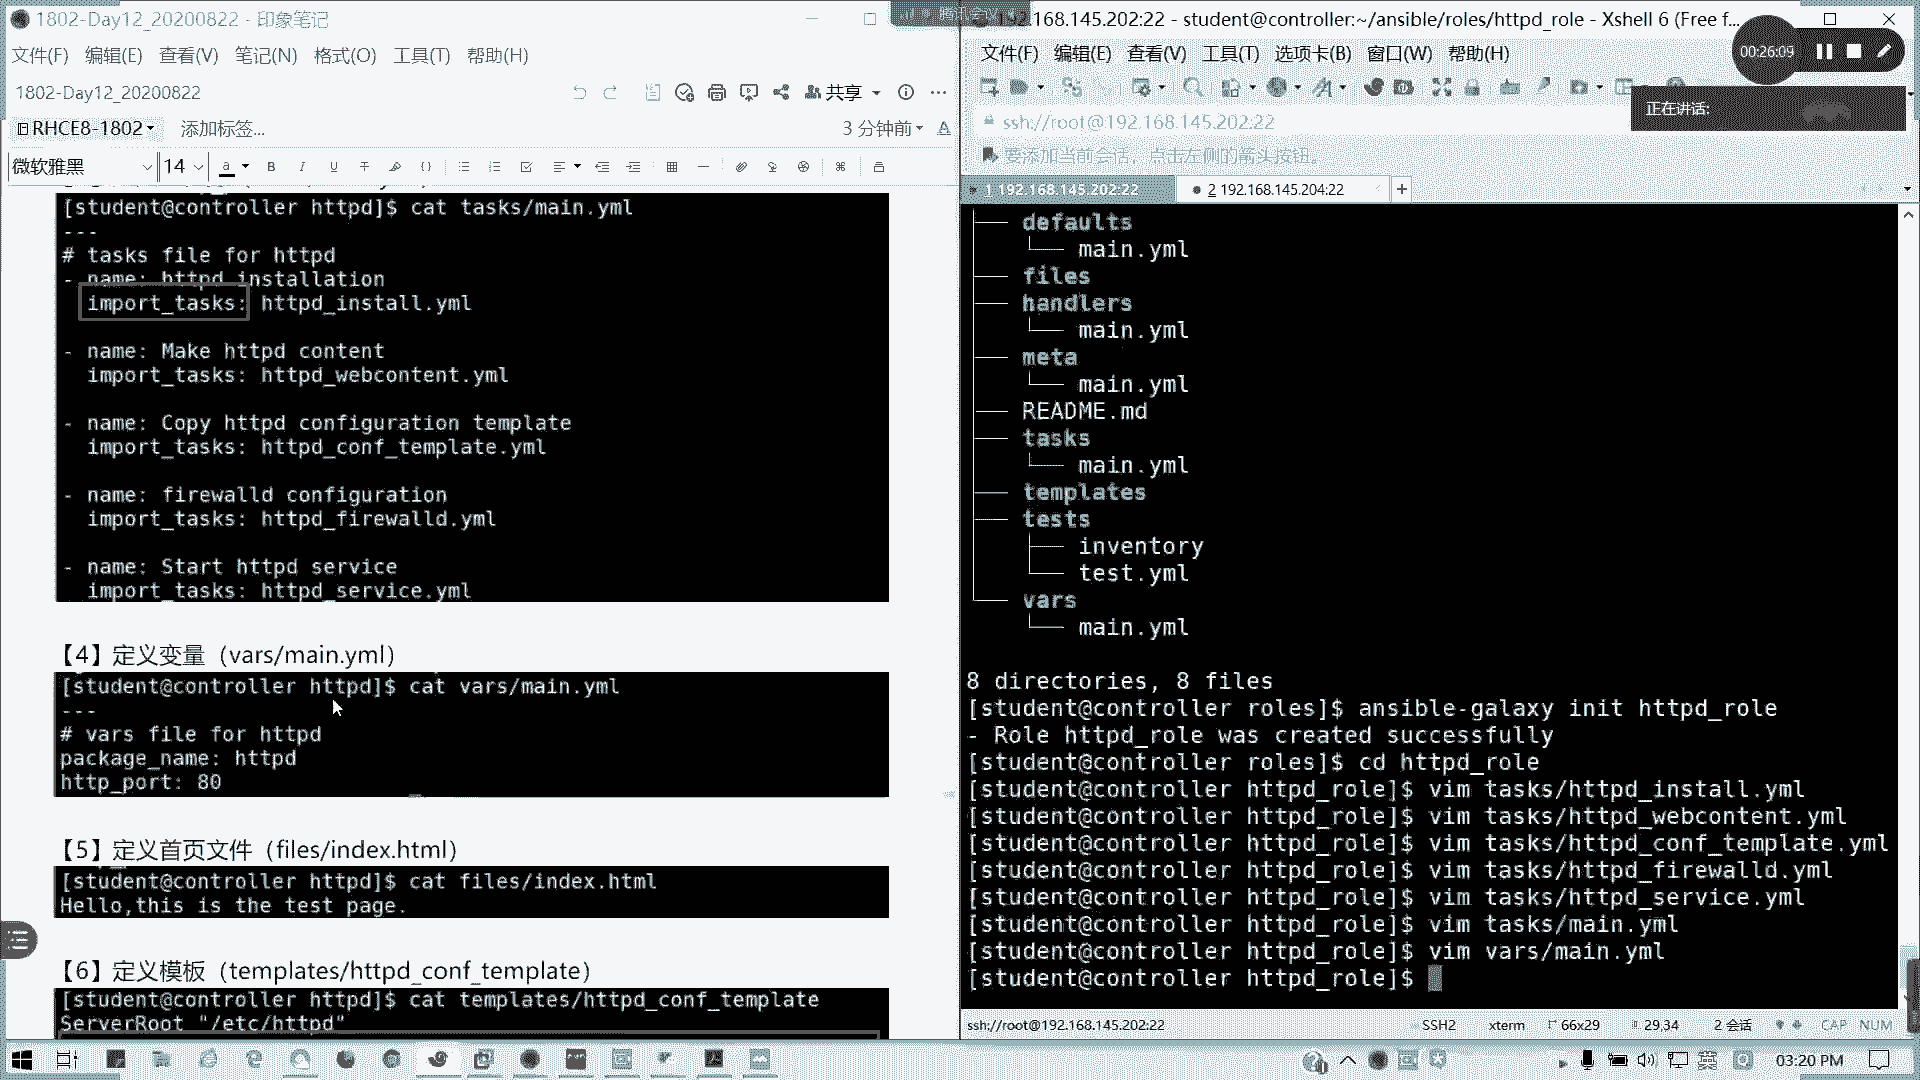 1802-Day12_20200822 - 印象笔记
文件(F) 编辑(E) 查看(V) 笔记(N) 格式(O) 工具(T) 帮助(H)
1802-Day12_20200822
共享
RHCE8-1802 添加标签...
3 分钟前
微软雅黑 14
[student@controller httpd]$ cat tasks/main.yml
---
# tasks file for httpd
- name: httpd installation
import_tasks: httpd_install.yml
- name: Make httpd content
import_tasks: httpd_webcontent.yml
- name: Copy httpd configuration template
import_tasks: httpd_conf_template.yml
- name: firewalld configuration
import_tasks: httpd_firewalld.yml
- name: Start httpd service
import_tasks: httpd_service.yml
【4】定义变量（vars/main.yml）
[student@controller httpd]$ cat vars/main.yml
---
# vars file for httpd
package_name: httpd
http_port: 80
【5】定义首页文件（files/index.html）
[student@controller httpd]$ cat files/index.html
Hello,this is the test page.
【6】定义模板（templates/httpd_conf_template）
[student@controller httpd]$ cat templates/httpd_conf_template
ServerRoot "/etc/httpd"
192.168.145.202:22 - student@controller:~/ansible/roles/httpd_role - Xshell 6 (Free f...
文件(F) 编辑(E) 查看(V) 工具(T) 选项卡(B) 窗口(W) 帮助(H)
00:26:09
正在讲话:
ssh://root@192.168.145.202:22
要添加当前会话，点击左侧的箭头按钮。
1 192.168.145.202:22
2 192.168.145.204:22
defaults
main.yml
files
handlers
main.yml
meta
main.yml
README.md
tasks
main.yml
templates
tests
inventory
test.yml
vars
main.yml
8 directories, 8 files
[student@controller roles]$ ansible-galaxy init httpd_role
- Role httpd_role was created successfully
[student@controller roles]$ cd httpd_role
[student@controller httpd_role]$ vim tasks/httpd_install.yml
[student@controller httpd_role]$ vim tasks/httpd_webcontent.yml
[student@controller httpd_role]$ vim tasks/httpd_conf_template.yml
[student@controller httpd_role]$ vim tasks/httpd_firewalld.yml
[student@controller httpd_role]$ vim tasks/httpd_service.yml
[student@controller httpd_role]$ vim tasks/main.yml
[student@controller httpd_role]$ vim vars/main.yml
[student@controller httpd_role]$
ssh://root@192.168.145.202:22 SSH2 xterm 66x29 29,34 2 会话 CAP NUM
英 03:20 PM